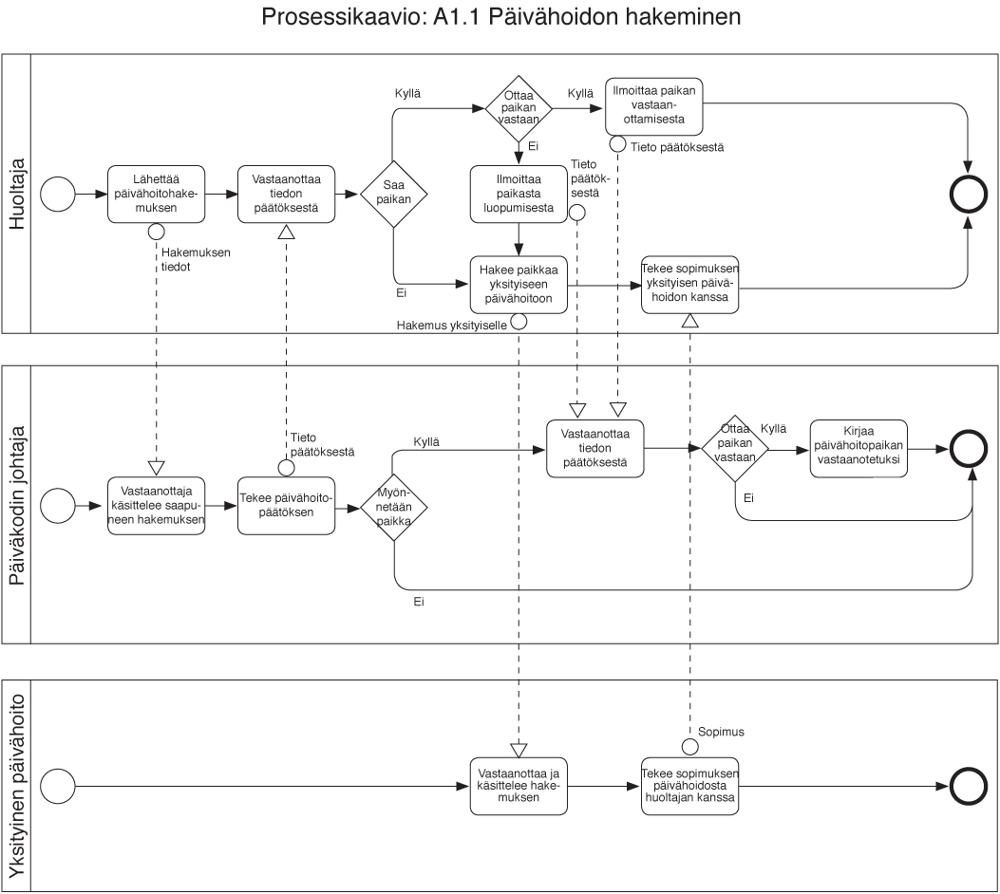 Prosessikaavio: A1.1 Päivähoidon hakeminen
Huoltaja
Lähettää
päivähoitohake-
muksen
Hakemuksen
tiedot
Vastaanottaa
tiedon
päätöksestä
Saa
paikan
Kyllä
Ei
Ottaa
paikan
vastaan
Kyllä
Ei
Ilmoittaa paikan
vastaan-
ottamisesta
Tieto päätöksestä
Ilmoittaa
paikasta
luopumisesta
Tieto
päätök-
sestä
Hakee paikkaa
yksityiseen
päivähoitoon
Hakemus yksityiselle
Tekee sopimuksen
yksityisen päivä-
hoidon kanssa
Päiväkodin johtaja
Vastaanottaja
käsittelee saapu-
neen hakemuksen
Tieto
päätöksestä
Tekee päivähoito-
päätöksen
Myön-
netään
paikka
Kyllä
Ei
Vastaanottaa
tiedon
päätöksestä
Ottaa
paikan
vastaan
Kyllä
Ei
Kirjaa
päivähoitopaikan
vastaanotetuksi
Yksityinen päivähoito
Vastaanottaa ja
käsittelee hake-
muksen
Sopimus
Tekee sopimuksen
päivähoidosta
huoltajan kanssa